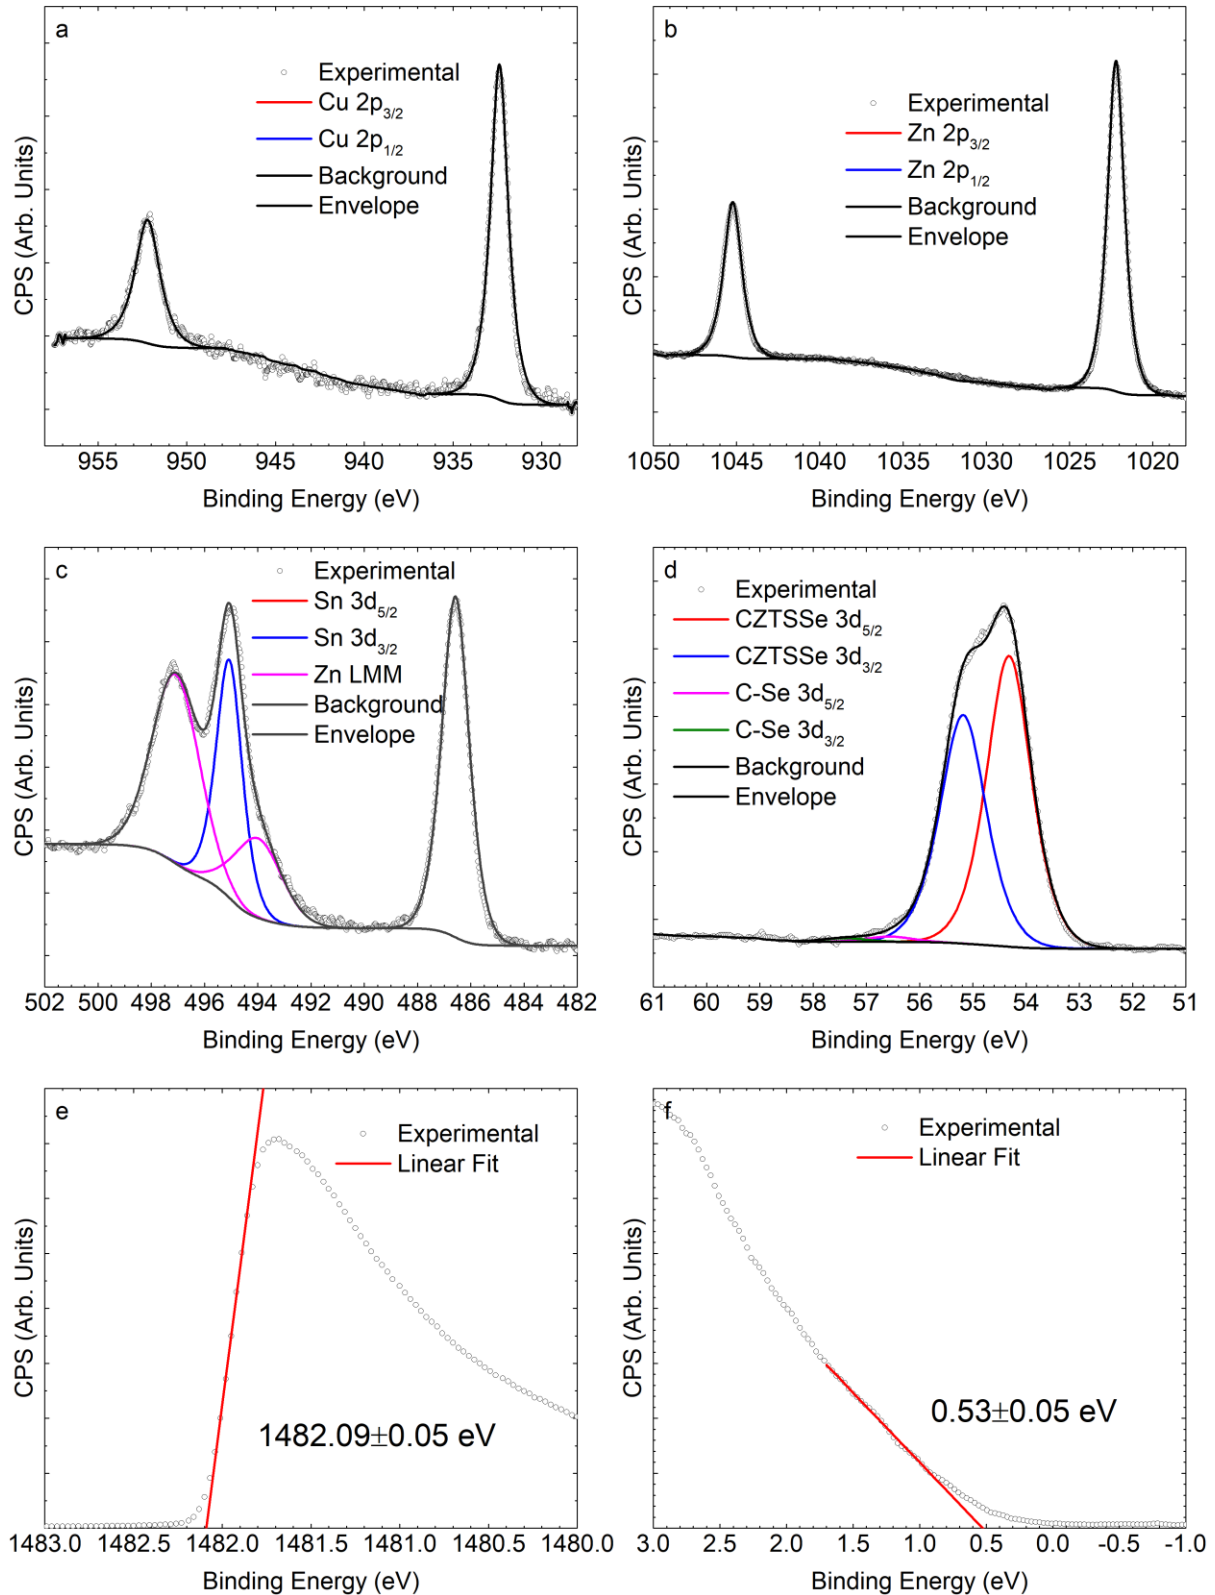 a
Experimental
Cu 2p3/2
Cu 2p1/2
Background
Envelope
CPS (Arb. Units)
955 950 945 940 935 930
Binding Energy (eV)
b
Experimental
Zn 2p3/2
Zn 2p1/2
Background
Envelope
CPS (Arb. Units)
1050 1045 1040 1035 1030 1025 1020
Binding Energy (eV)
c
Experimental
Sn 3d5/2
Sn 3d3/2
Zn LMM
Background
Envelope
CPS (Arb. Units)
502 500 498 496 494 492 490 488 486 484 482
Binding Energy (eV)
d
Experimental
CZTSSe 3d5/2
CZTSSe 3d3/2
C-Se 3d5/2
C-Se 3d3/2
Background
Envelope
CPS (Arb. Units)
61 60 59 58 57 56 55 54 53 52 51
Binding Energy (eV)
e
Experimental
Linear Fit
1482.09±0.05 eV
CPS (Arb. Units)
1483.0 1482.5 1482.0 1481.5 1481.0 1480.5 1480.0
Binding Energy (eV)
f
Experimental
Linear Fit
0.53±0.05 eV
CPS (Arb. Units)
3.0 2.5 2.0 1.5 1.0 0.5 0.0 -0.5 -1.0
Binding Energy (eV)